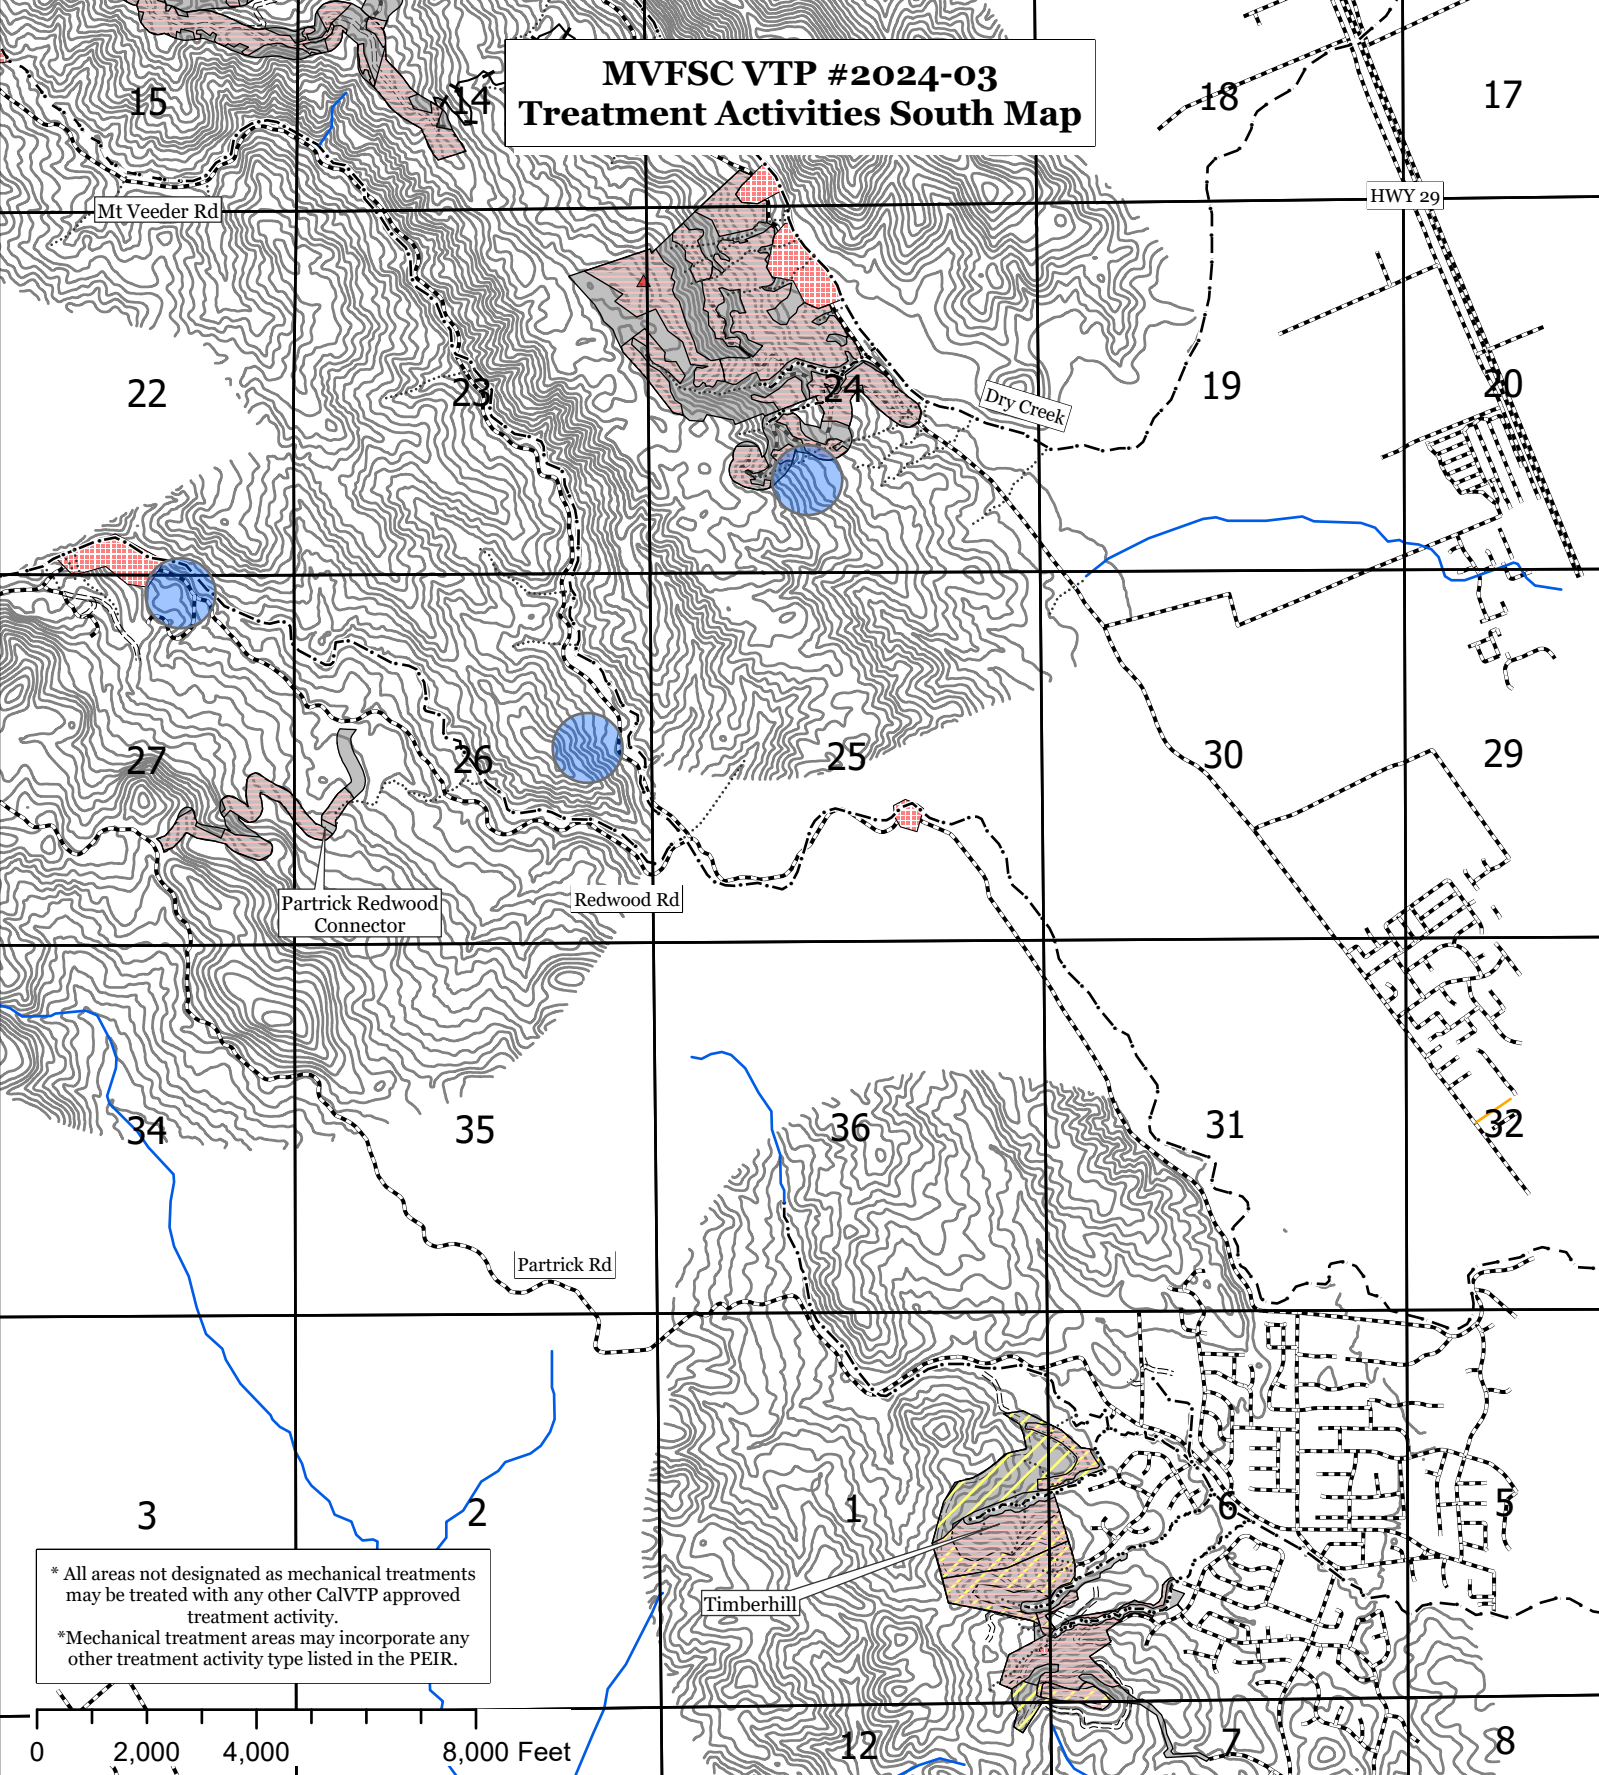 MVFSC VTP #2024-03
Treatment Activities South Map
15
14
18
17
Mt Veeder Rd
HWY 29
22
23
24
Dry Creek
19
20
27
26
25
30
29
Partrick Redwood
Connector
Redwood Rd
34
35
36
31
32
Partrick Rd
3
2
1
6
5
Timberhill
* All areas not designated as mechanical treatments
may be treated with any other CalVTP approved
treatment activity.
*Mechanical treatment areas may incorporate any
other treatment activity type listed in the PEIR.
12
7
8
0 2,000 4,000 8,000 Feet